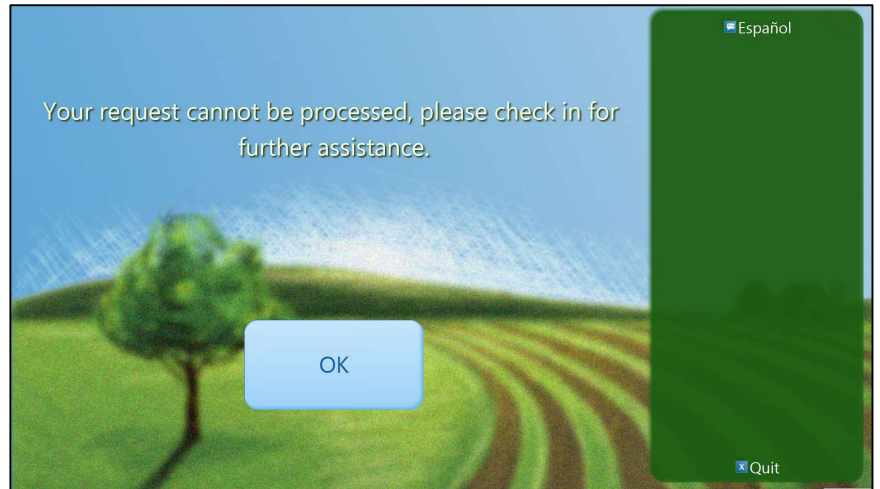 Español
Your request cannot be processed, please check in for
further assistance.
OK
Quit